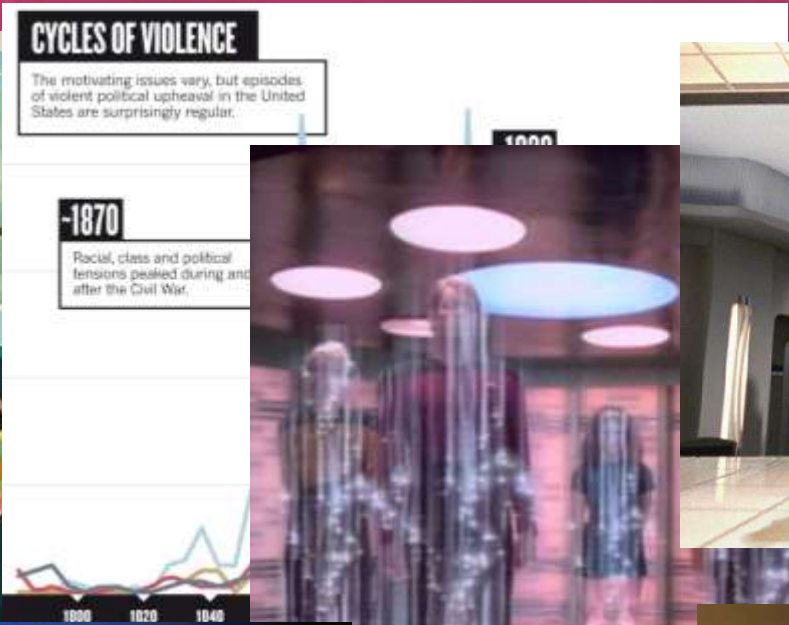 CYCLES OF VIOLENCE
The motivating issues vary, but episodes
of violent political upheaval in the United
States are surprisingly regular.
~1870
Racial, class and political
tensions peaked during and
after the Civil War.
1800 1820 1840